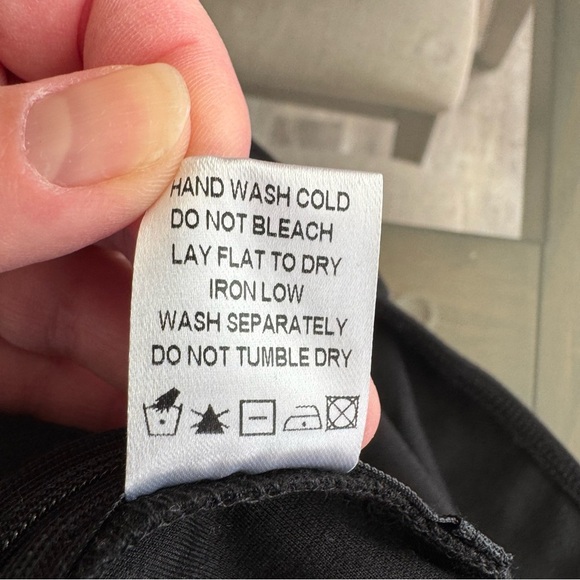 HAND WASH COLD
DO NOT BLEACH
LAY FLAT TO DRY
IRON LOW
WASH SEPARATELY
DO NOT TUMBLE DRY